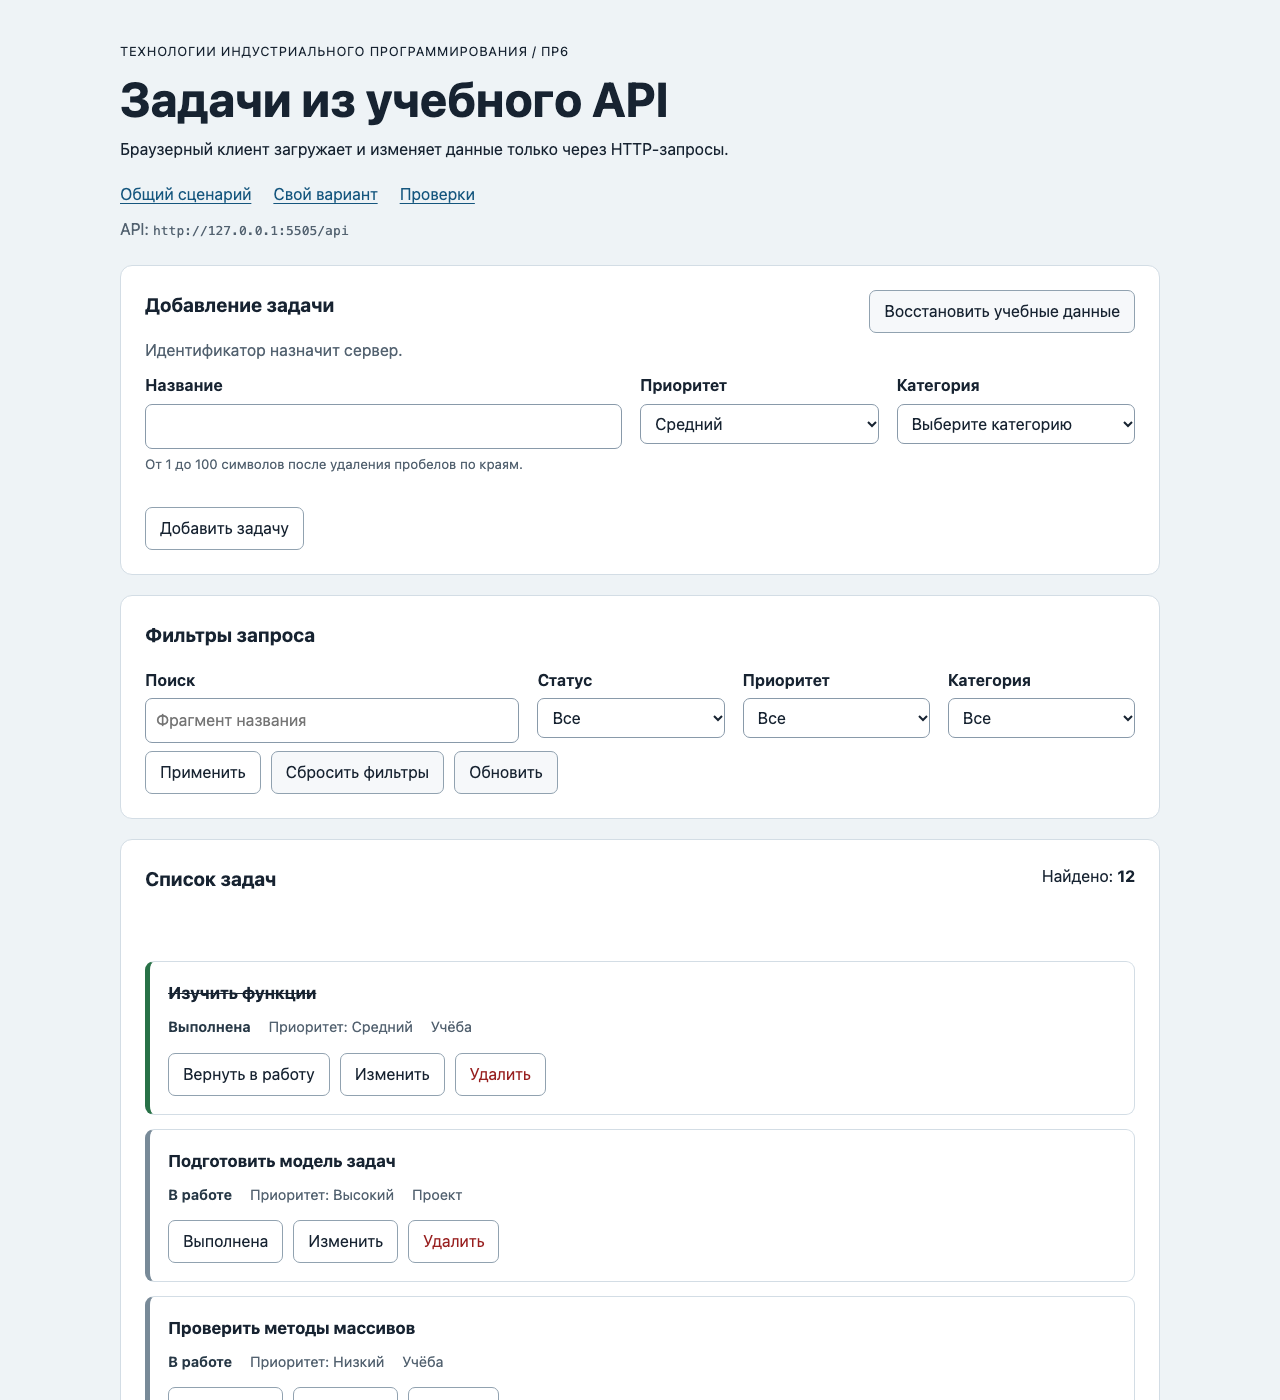 ТЕХНОЛОГИИ ИНДУСТРИАЛЬНОГО ПРОГРАММИРОВАНИЯ / ПР6
Задачи из учебного API
Браузерный клиент загружает и изменяет данные только через HTTP-запросы.
Общий сценарий Свой вариант Проверки
API: http://127.0.0.1:5505/api
Добавление задачи
Восстановить учебные данные
Идентификатор назначит сервер.
Название Приоритет Категория
Средний Выберите категорию
От 1 до 100 символов после удаления пробелов по краям.
Добавить задачу
Фильтры запроса
Поиск Статус Приоритет Категория
Фрагмент названия Все Все Все
Применить Сбросить фильтры Обновить
Список задач Найдено: 12
Изучить функции
Выполнена Приоритет: Средний Учёба
Вернуть в работу Изменить Удалить
Подготовить модель задач
В работе Приоритет: Высокий Проект
Выполнена Изменить Удалить
Проверить методы массивов
В работе Приоритет: Низкий Учёба